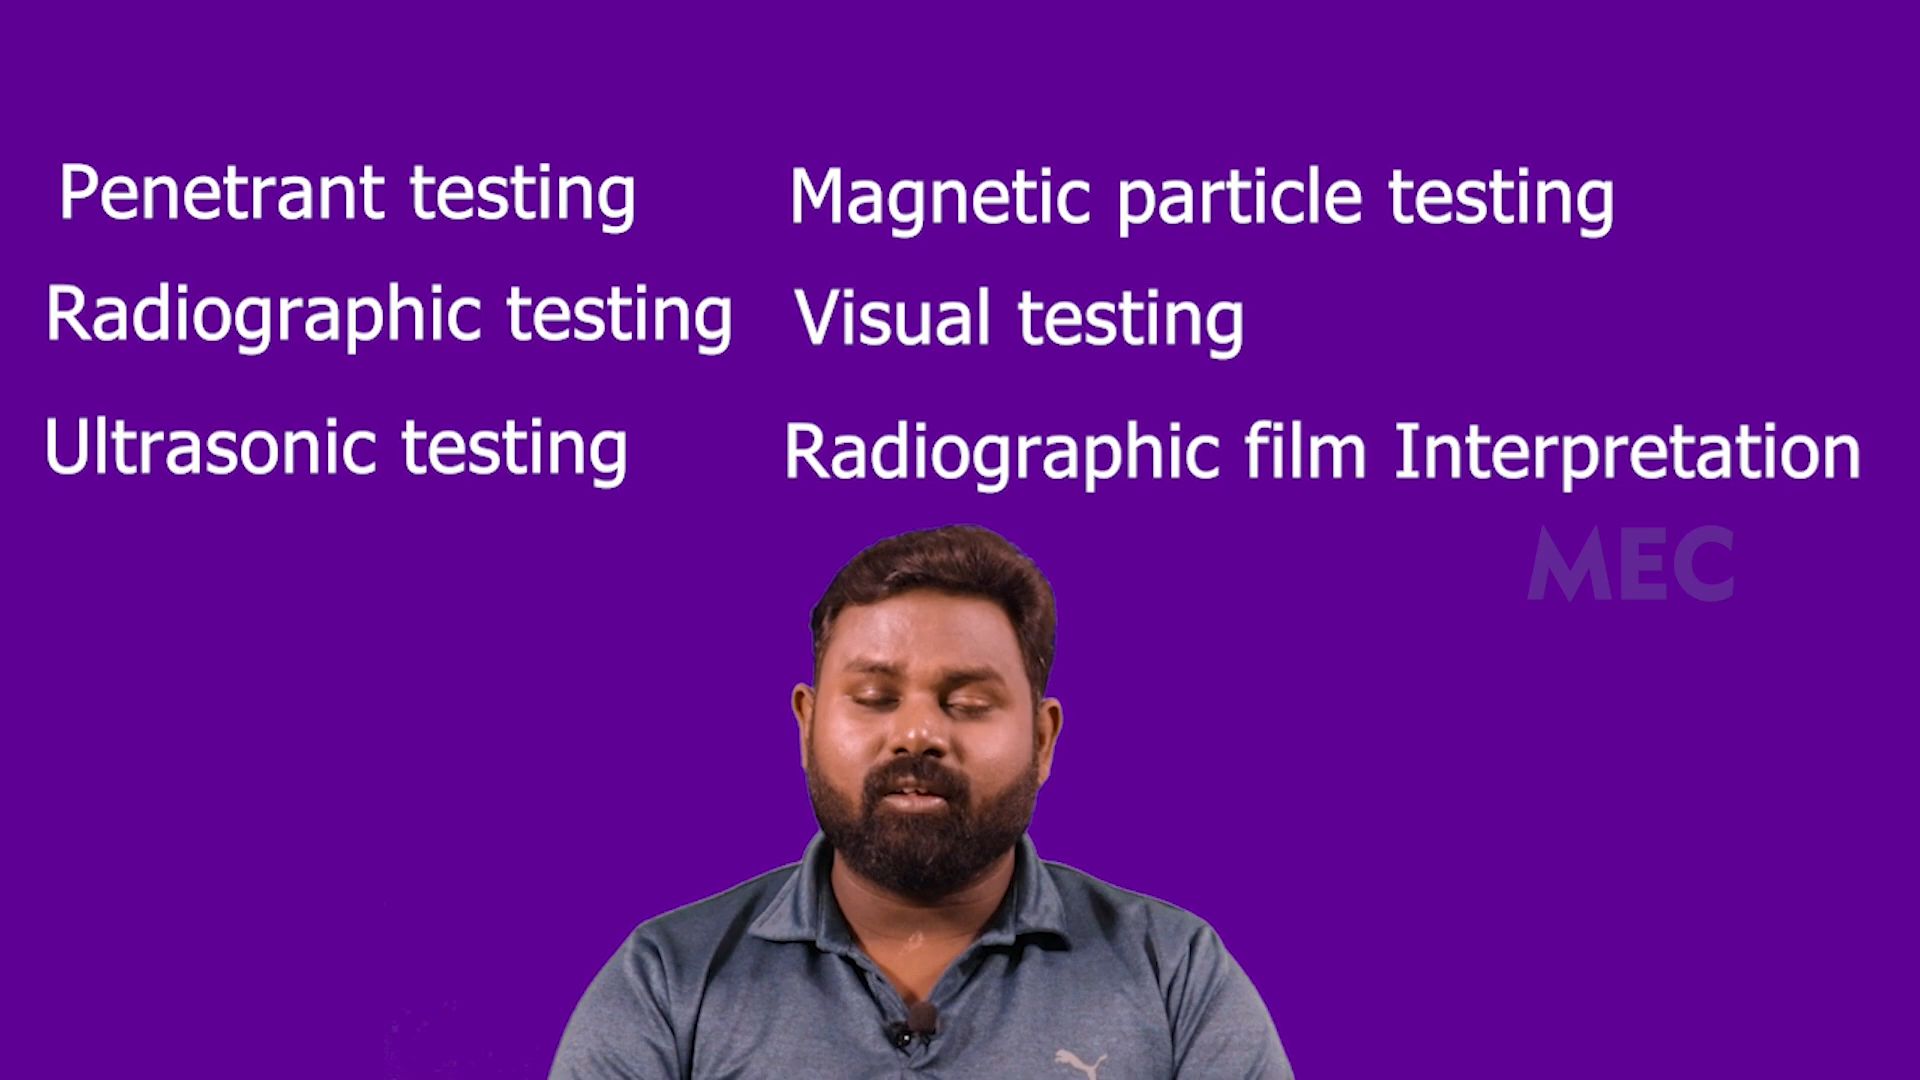 Penetrant testing
Magnetic particle testing
Radiographic testing
Visual testing
Ultrasonic testing
Radiographic film Interpretation
MEC